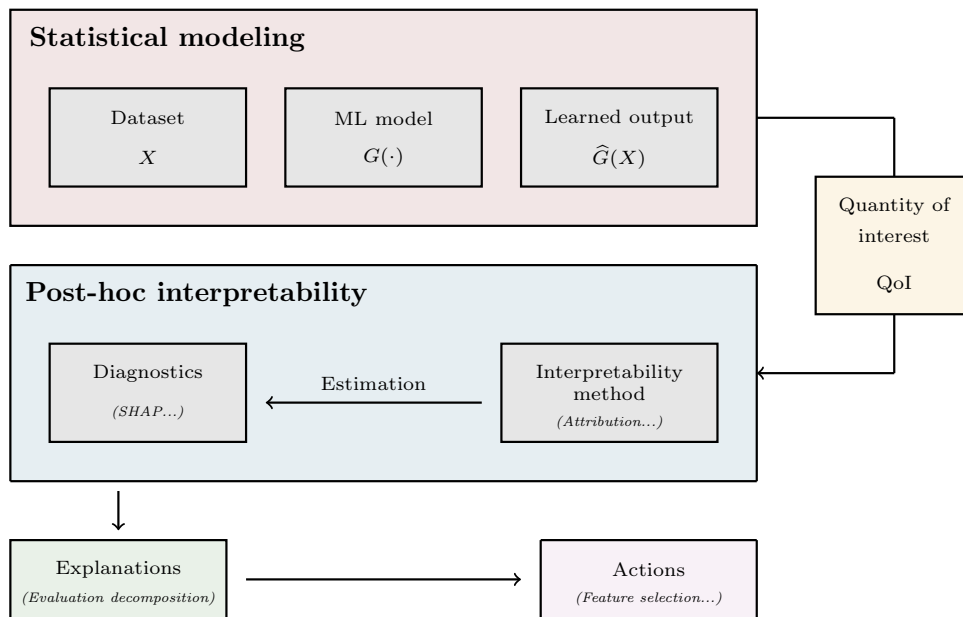 Statistical modeling
Dataset
X
ML model
G(·)
Learned output
Ĝ(X)
Quantity of
interest
QoI
Post-hoc interpretability
Diagnostics
(SHAP...)
Estimation
Interpretability
method
(Attribution...)
Explanations
(Evaluation decomposition)
Actions
(Feature selection...)